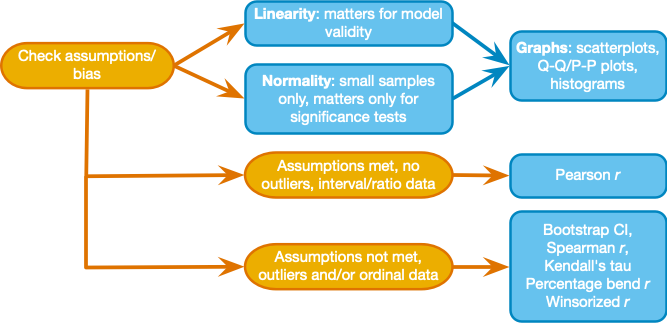 Check assumptions/
bias
Linearity: matters for model
validity
Normality: small samples
only, matters only for
significance tests
Graphs: scatterplots,
Q-Q/P-P plots,
histograms
Assumptions met, no
outliers, interval/ratio data
Pearson r
Assumptions not met,
outliers and/or ordinal data
Bootstrap CI,
Spearman r,
Kendall's tau
Percentage bend r
Winsorized r